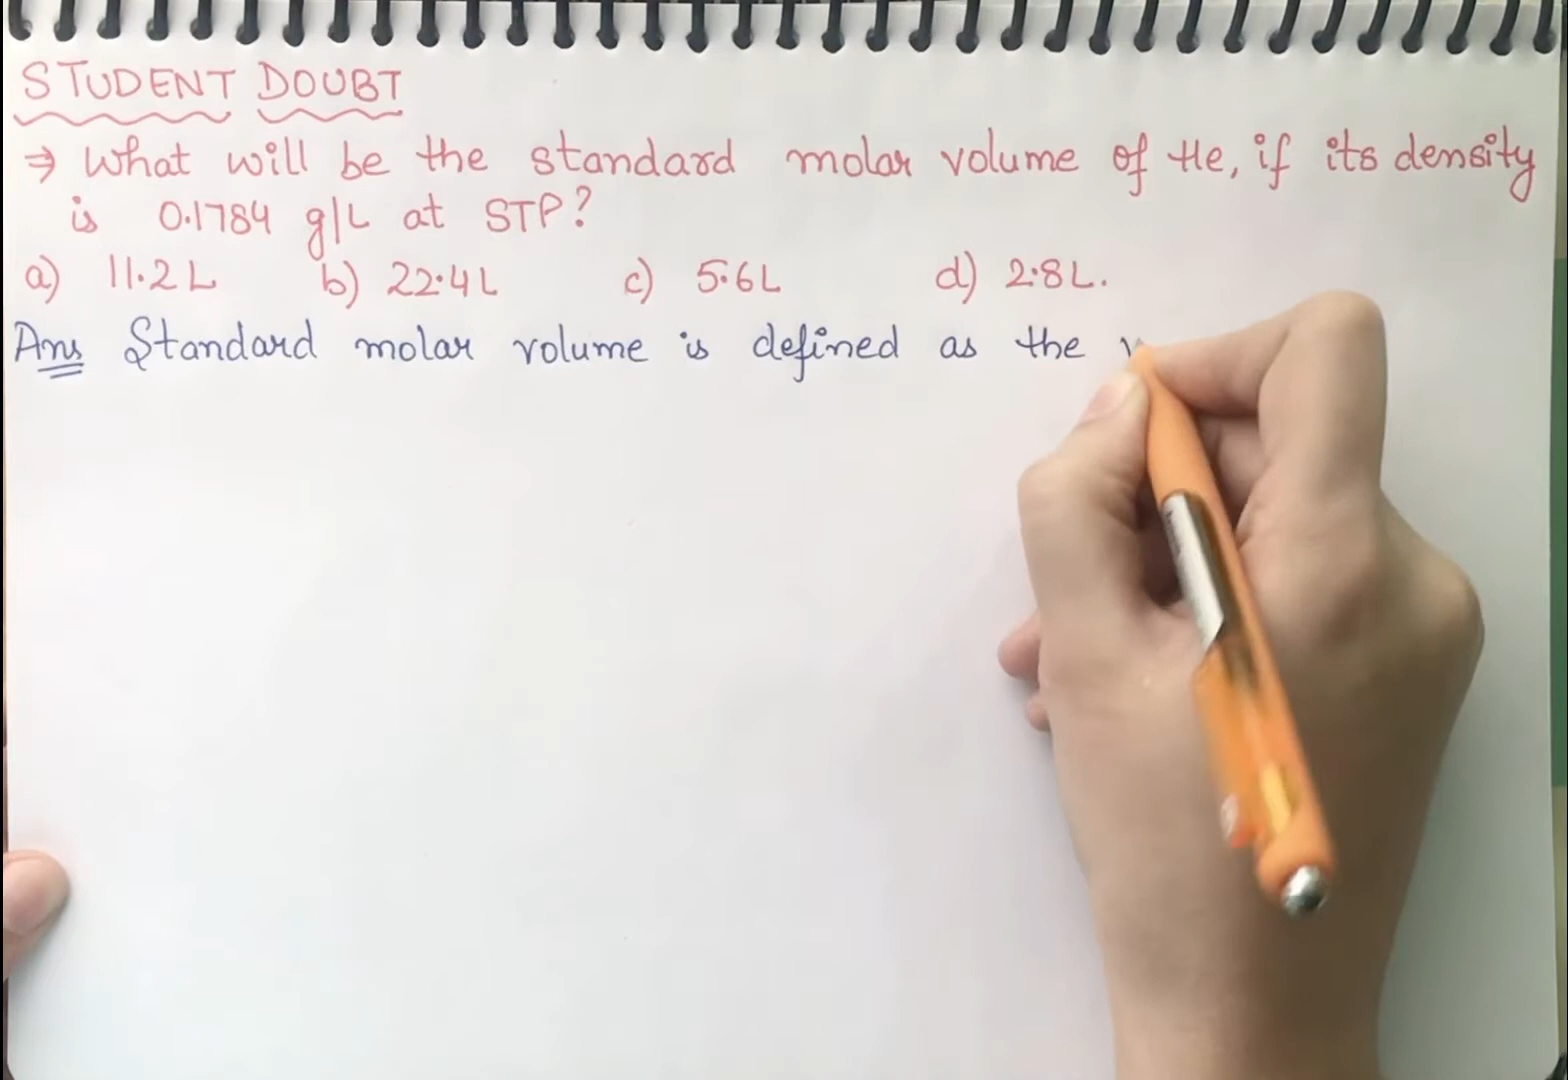 STUDENT DOUBT
⇒ What will be the standard molar volume of He, if its density
is 0.1784 g/L at STP?
a) 11.2 L b) 22.4 L c) 5.6 L d) 2.8 L.
Ans Standard molar volume is defined as the